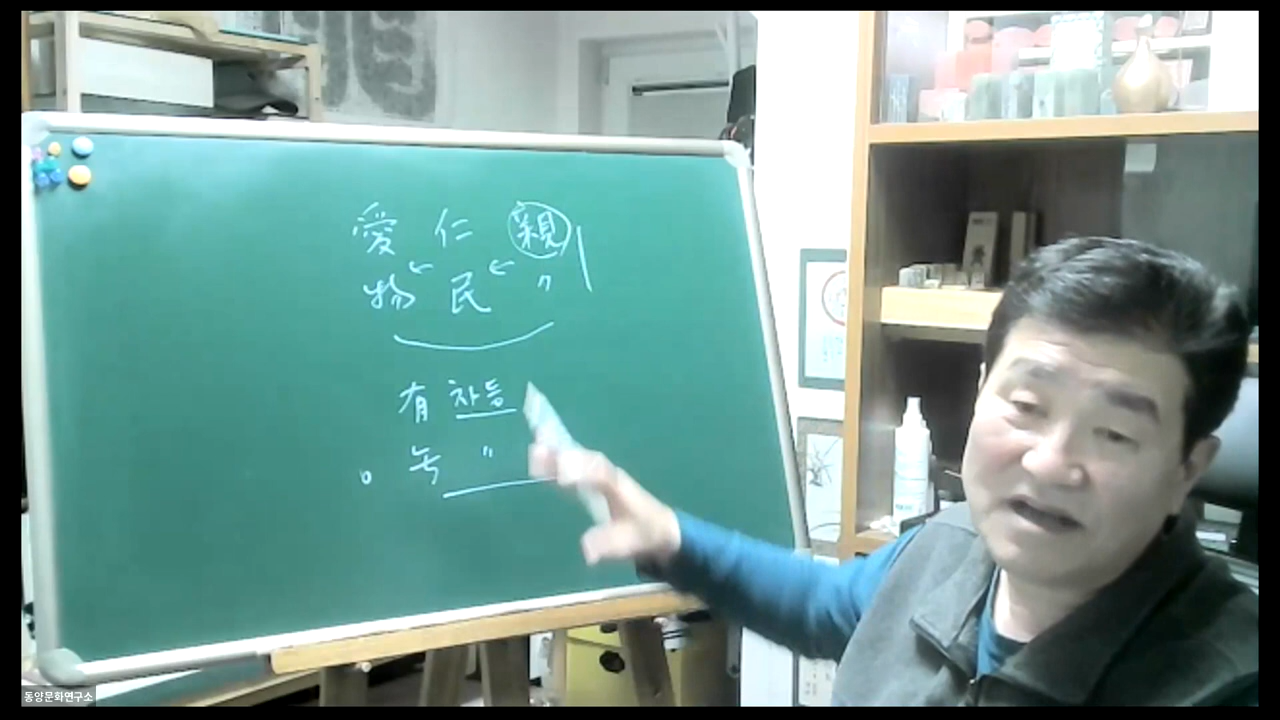 愛 仁 親
物 ← 民 ← 〃
有 차등
。 무 〃
동양문화연구소